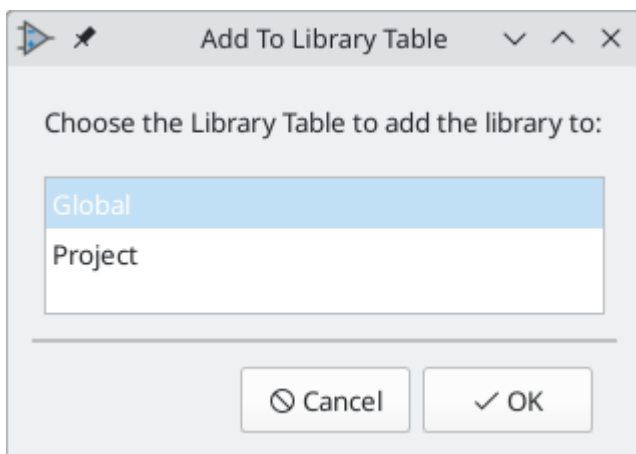 Add To Library Table
Choose the Library Table to add the library to:
Global
Project
Cancel
OK